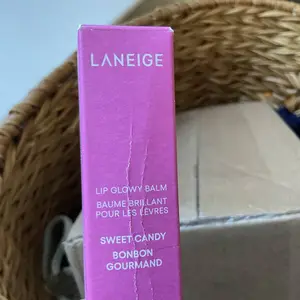 LANEIGE
LIP GLOWY BALM
BAUME BRILLANT
POUR LES LÈVRES
SWEET CANDY
BONBON
GOURMAND